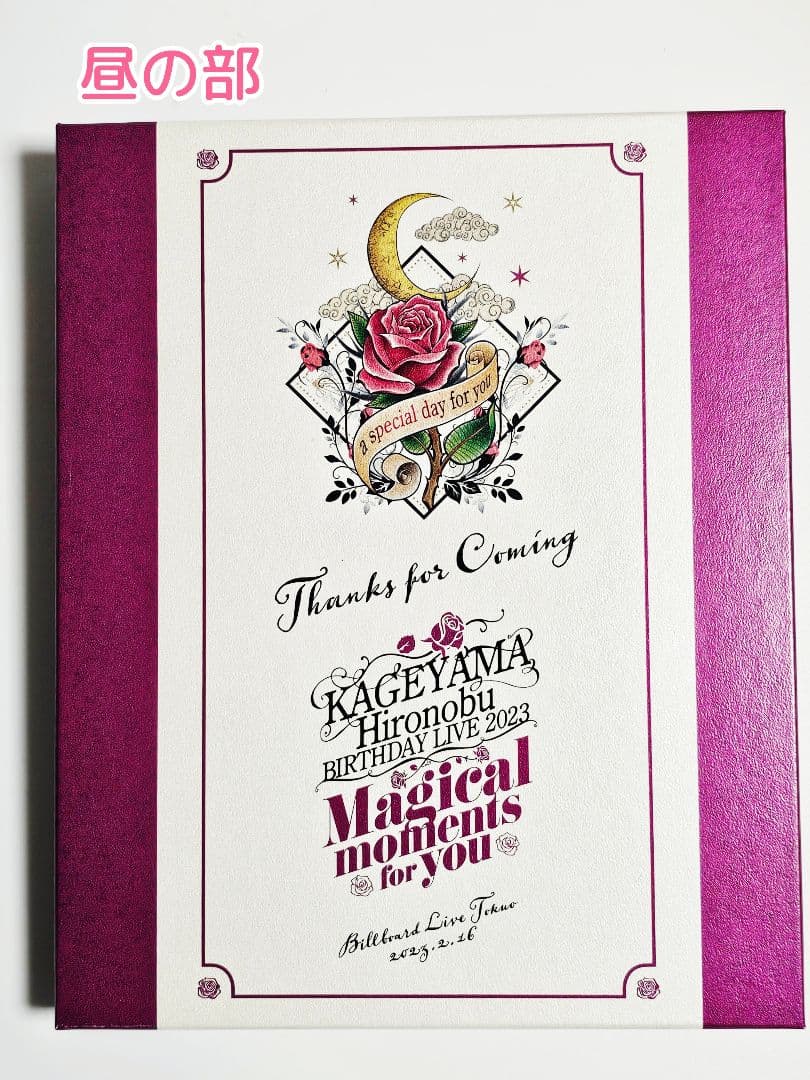 昼の部
a special day for you
Thanks for Coming
KAGEYAMA
Hironobu
BIRTHDAY LIVE 2023
Magical
moments
for you
Billboard Live Tokyo
2023.2.16